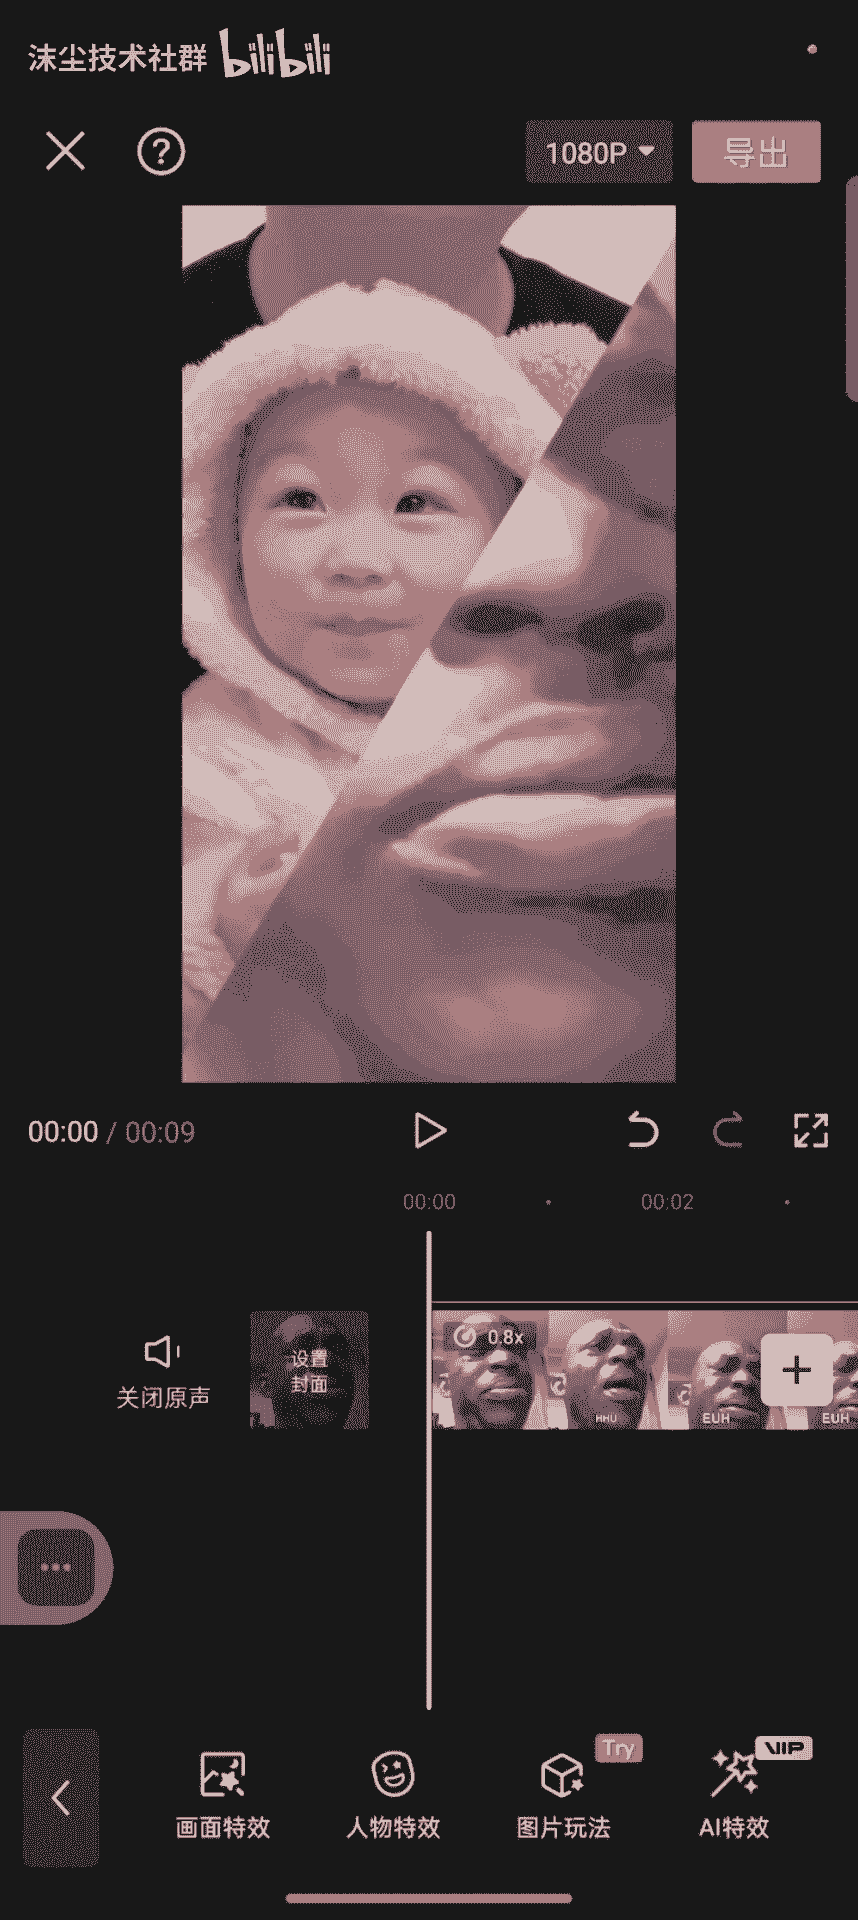 沫尘技术社群 bilibili
1080P 导出
00:00 / 00:09
00:00 00:02
0.8x
设置
封面
关闭原声
HHU EUH EUH
Try VIP
画面特效 人物特效 图片玩法 AI特效